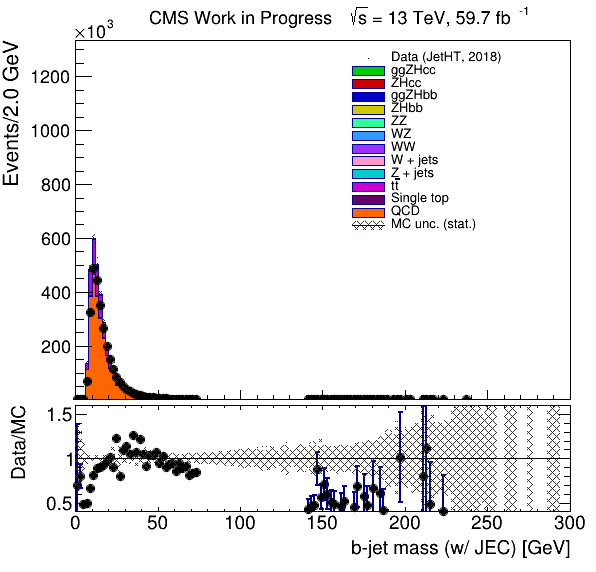 CMS Work in Progress √s = 13 TeV, 59.7 fb⁻¹
×10³
Events/2.0 GeV
1200
1000
800
600
400
200
Data (JetHT, 2018)
ggZHcc
ZHcc
ggZHbb
ZHbb
ZZ
WZ
WW
W + jets
Z + jets
tt̄
Single top
QCD
MC unc. (stat.)
Data/MC
1.5
1
0.5
0 50 100 150 200 250 300
b-jet mass (w/ JEC) [GeV]